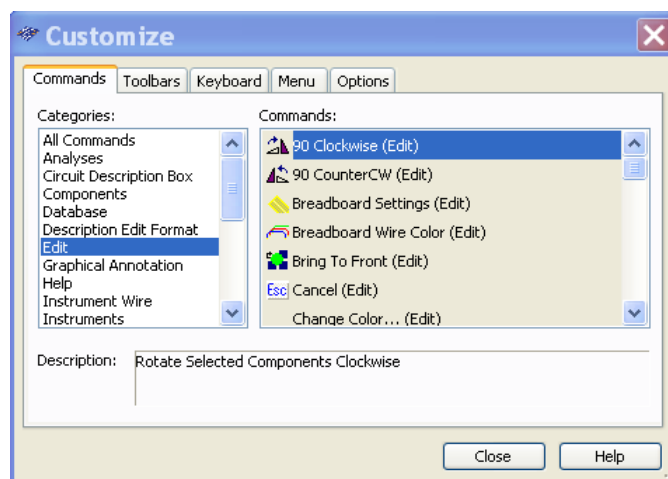 Customize
Commands Toolbars Keyboard Menu Options
Categories:
All Commands
Analyses
Circuit Description Box
Components
Database
Description Edit Format
Edit
Graphical Annotation
Help
Instrument Wire
Instruments
Commands:
90 Clockwise (Edit)
90 CounterCW (Edit)
Breadboard Settings (Edit)
Breadboard Wire Color (Edit)
Bring To Front (Edit)
Esc Cancel (Edit)
Change Color... (Edit)
Description: Rotate Selected Components Clockwise
Close Help